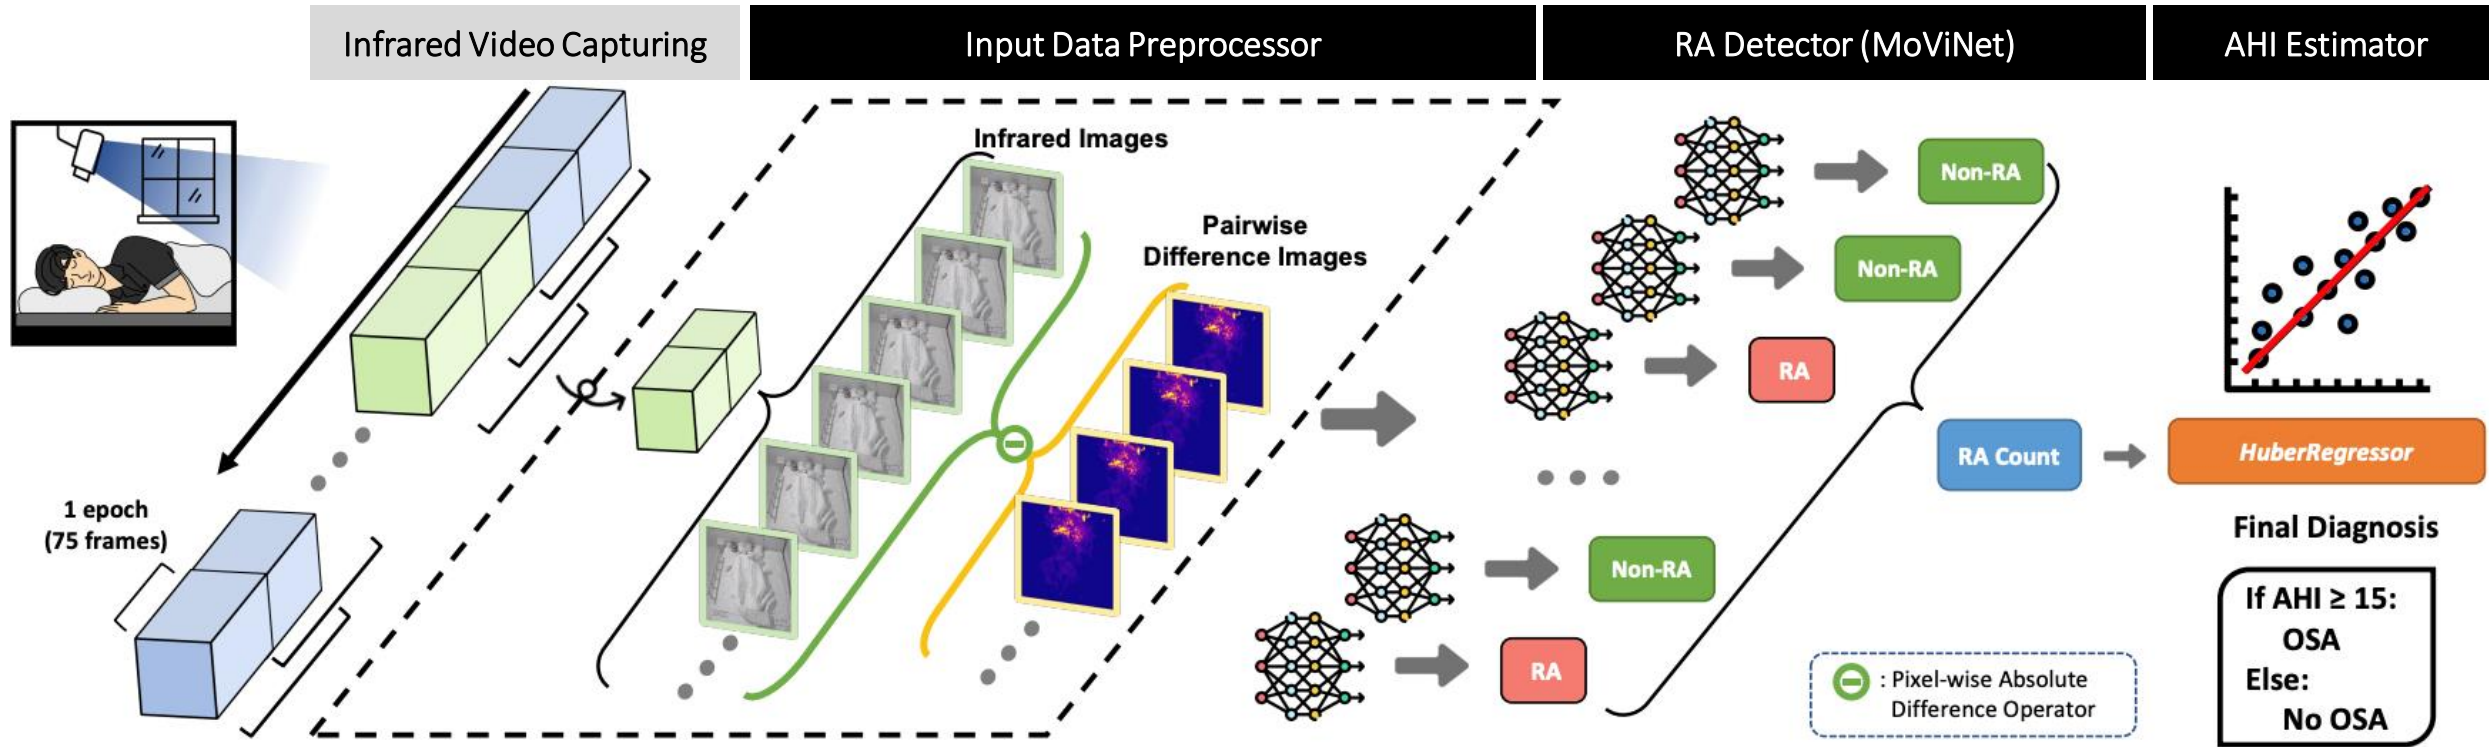 Infrared Video Capturing
Input Data Preprocessor
RA Detector (MoViNet)
AHI Estimator
Infrared Images
Pairwise
Difference Images
1 epoch
(75 frames)
Non-RA
Non-RA
RA
Non-RA
RA
RA Count
HuberRegressor
Final Diagnosis
If AHI ≥ 15:
OSA
Else:
No OSA
: Pixel-wise Absolute
Difference Operator